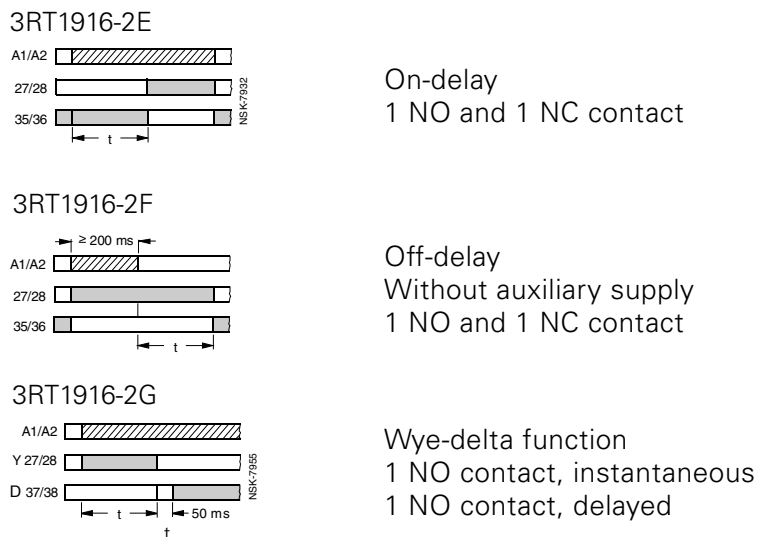 3RT1916-2E
A1/A2
27/28
35/36
t
NSK-7932
On-delay
1 NO and 1 NC contact
3RT1916-2F
≥ 200 ms
A1/A2
27/28
35/36
t
Off-delay
Without auxiliary supply
1 NO and 1 NC contact
3RT1916-2G
A1/A2
Y 27/28
D 37/38
t
50 ms
t
NSK-7955
Wye-delta function
1 NO contact, instantaneous
1 NO contact, delayed